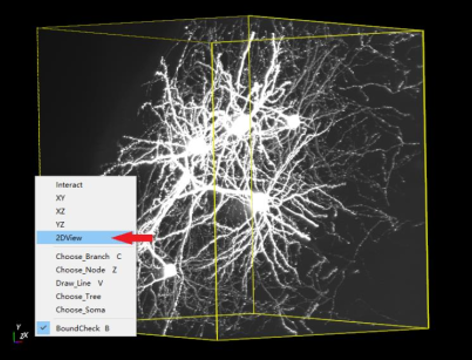 Interact
XY
XZ
YZ
2DView
Choose_Branch C
Choose_Node Z
Draw_Line V
Choose_Tree
Choose_Soma
BoundCheck B
Y
X